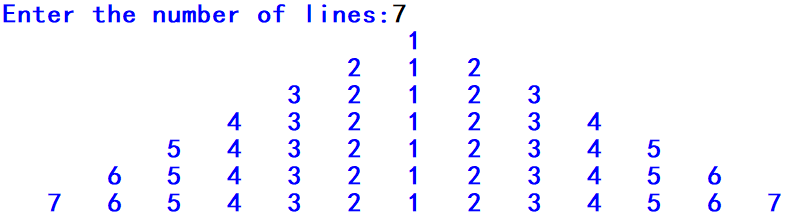 Enter the number of lines:7
1
2 1 2
3 2 1 2 3
4 3 2 1 2 3 4
5 4 3 2 1 2 3 4 5
6 5 4 3 2 1 2 3 4 5 6
7 6 5 4 3 2 1 2 3 4 5 6 7